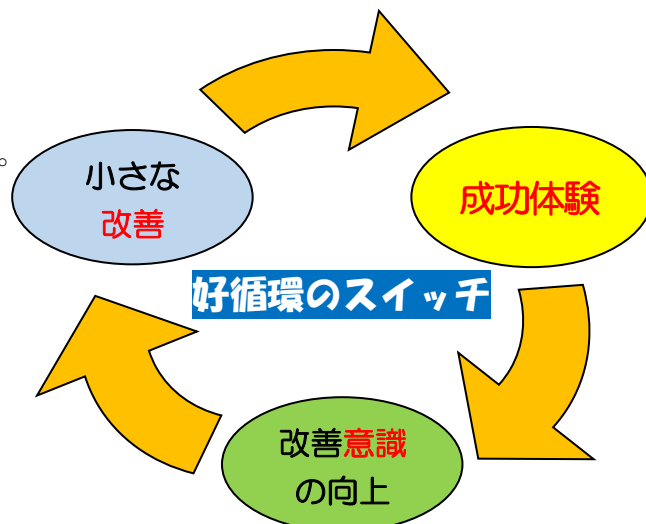 。
小さな
改善
成功体験
好循環のスイッチ
改善意識
の向上